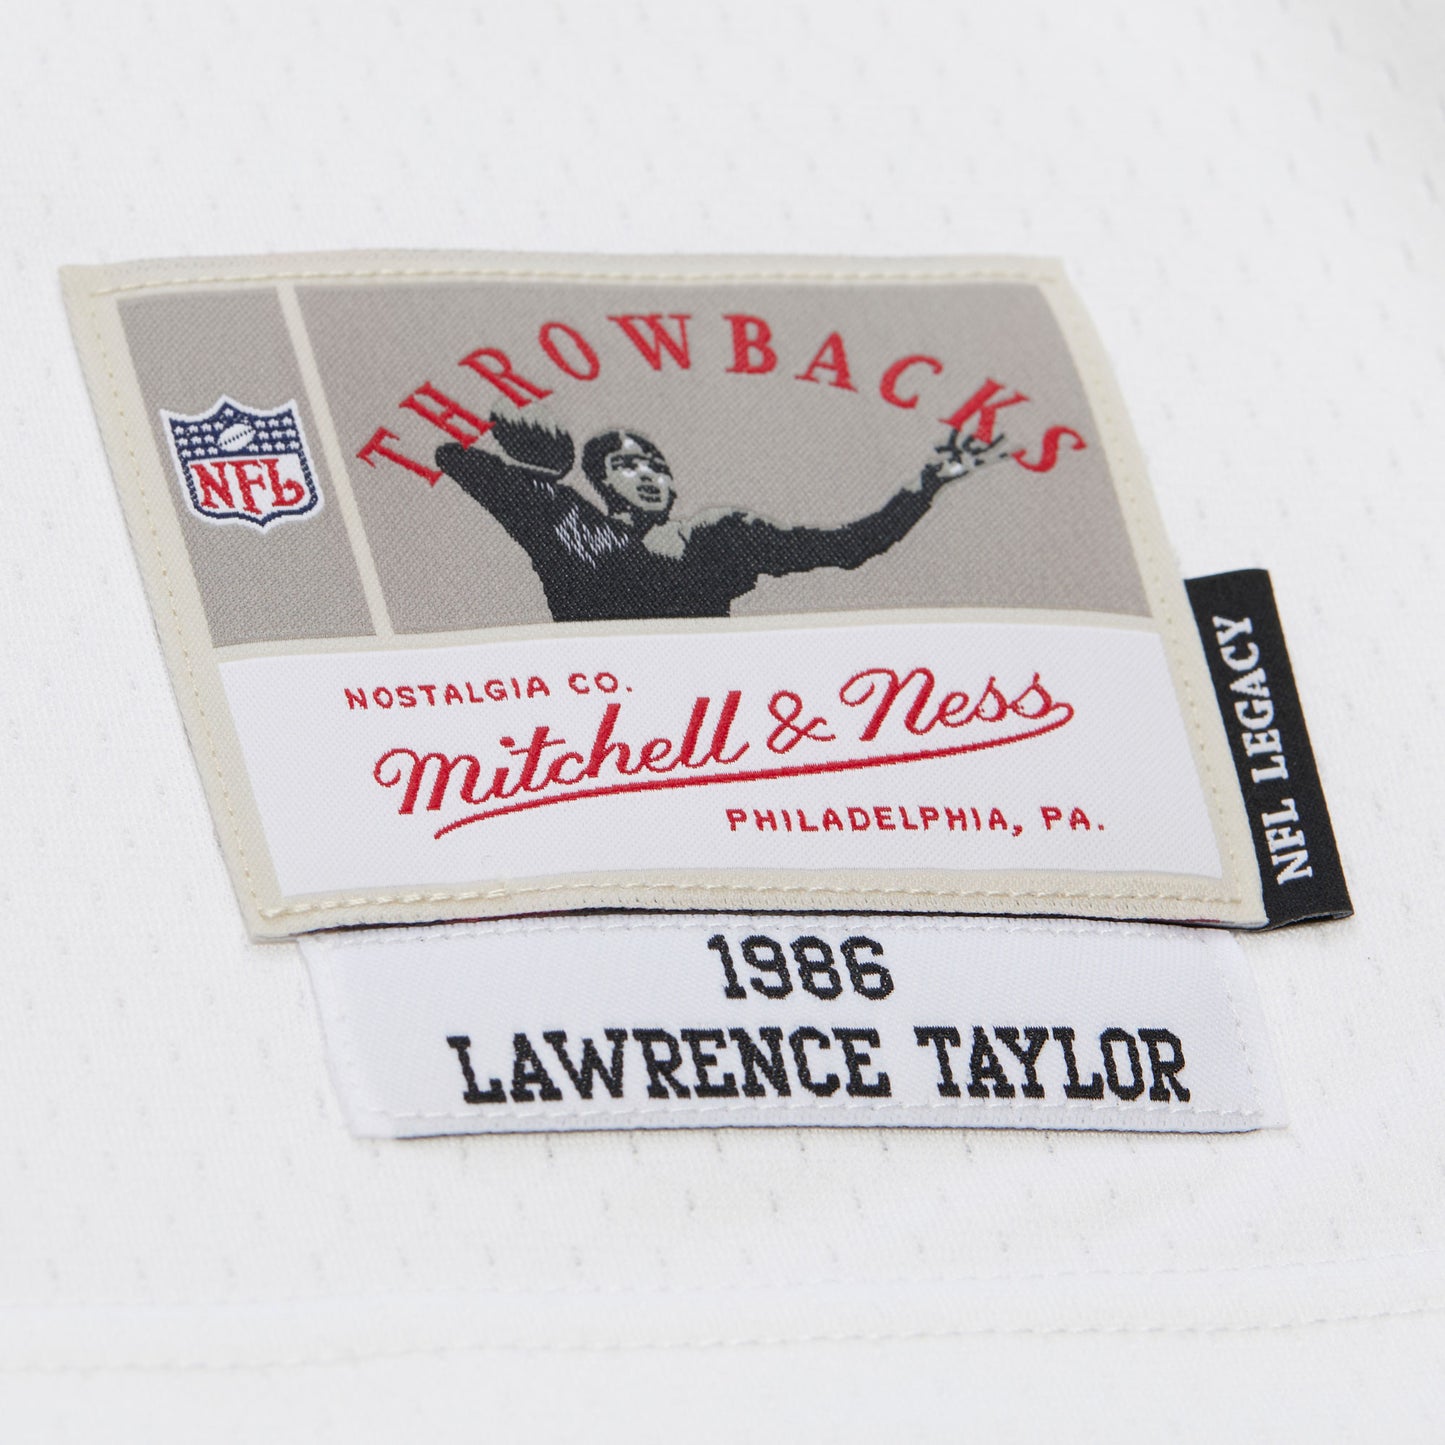 THROWBACKS
NFL
NOSTALGIA CO.
Mitchell & Ness
PHILADELPHIA, PA.
NFL LEGACY
1986
LAWRENCE TAYLOR